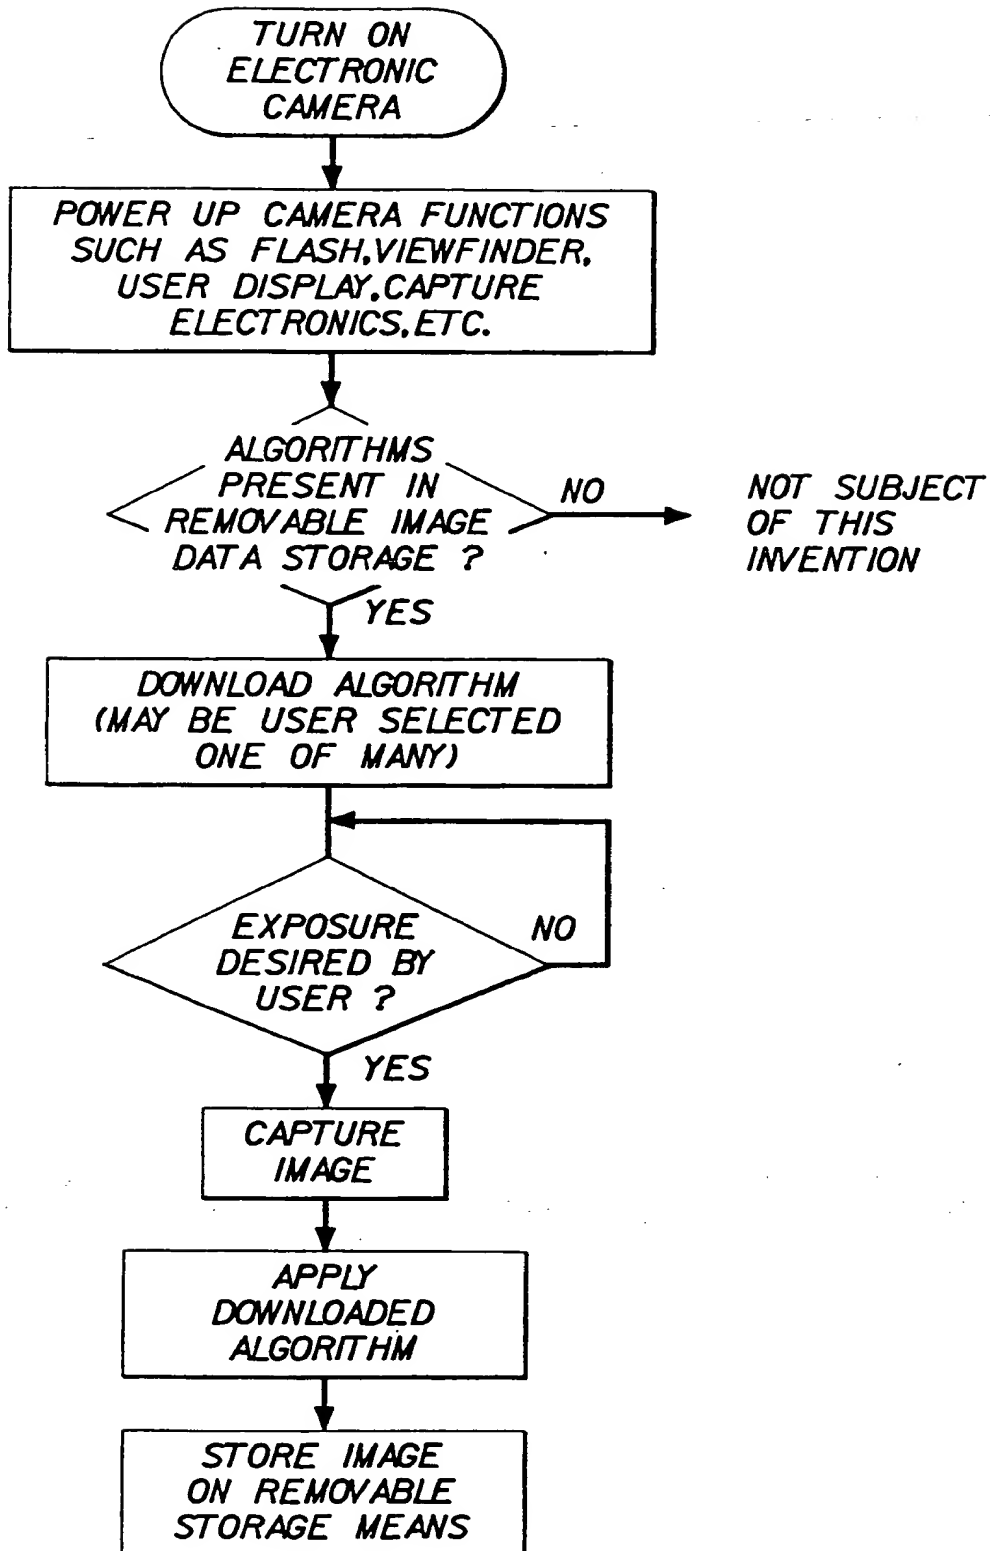 TURN ON
ELECTRONIC
CAMERA
POWER UP CAMERA FUNCTIONS
SUCH AS FLASH,VIEWFINDER,
USER DISPLAY,CAPTURE
ELECTRONICS,ETC.
ALGORITHMS
PRESENT IN
REMOVABLE IMAGE
DATA STORAGE ?
NO
NOT SUBJECT
OF THIS
INVENTION
YES
DOWNLOAD ALGORITHM
(MAY BE USER SELECTED
ONE OF MANY)
EXPOSURE
DESIRED BY
USER ?
NO
YES
CAPTURE
IMAGE
APPLY
DOWNLOADED
ALGORITHM
STORE IMAGE
ON REMOVABLE
STORAGE MEANS